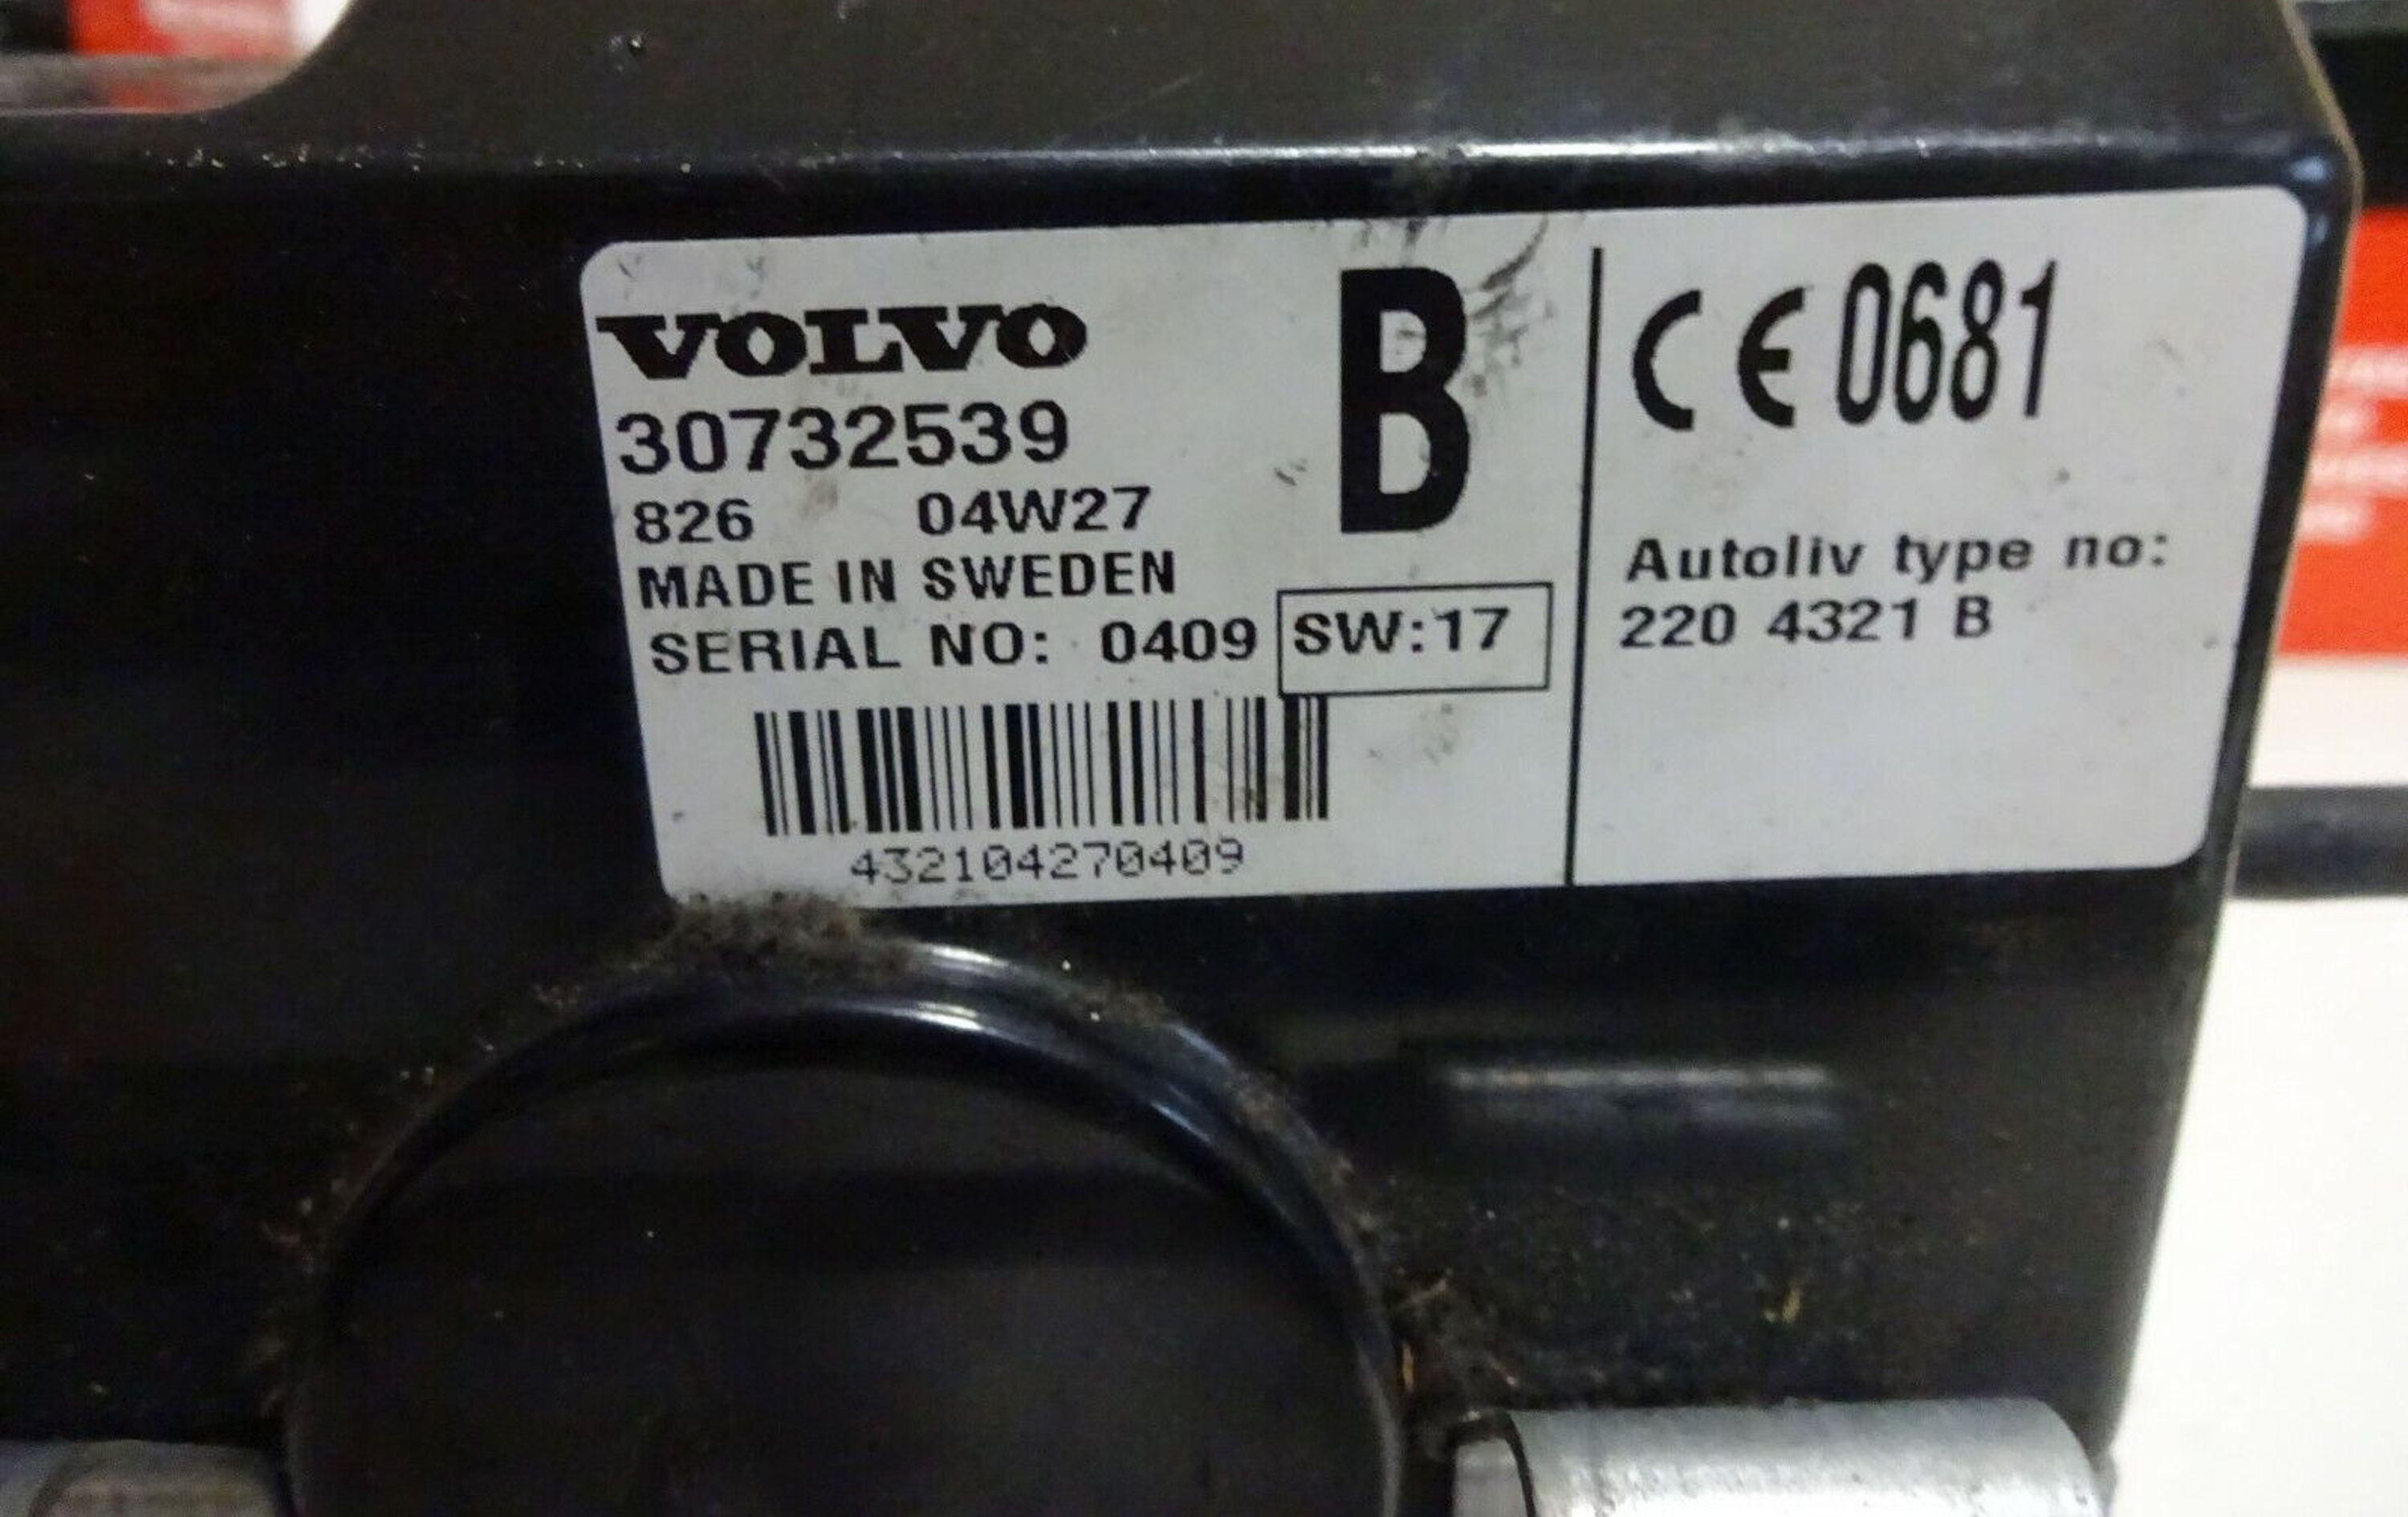 VOLVO
30732539
826 04W27
MADE IN SWEDEN
SERIAL NO: 0409
SW:17
432104270409
B
CE 0681
Autoliv type no:
220 4321 B